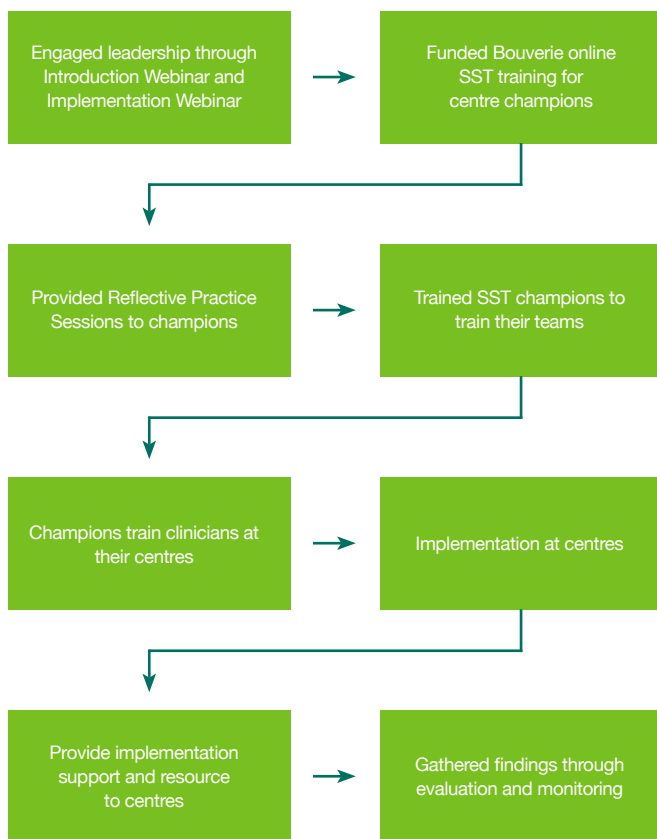 Engaged leadership through
Introduction Webinar and
Implementation Webinar
Funded Bouverie online
SST training for
centre champions
Provided Reflective Practice
Sessions to champions
Trained SST champions to
train their teams
Champions train clinicians at
their centres
Implementation at centres
Provide implementation
support and resource
to centres
Gathered findings through
evaluation and monitoring